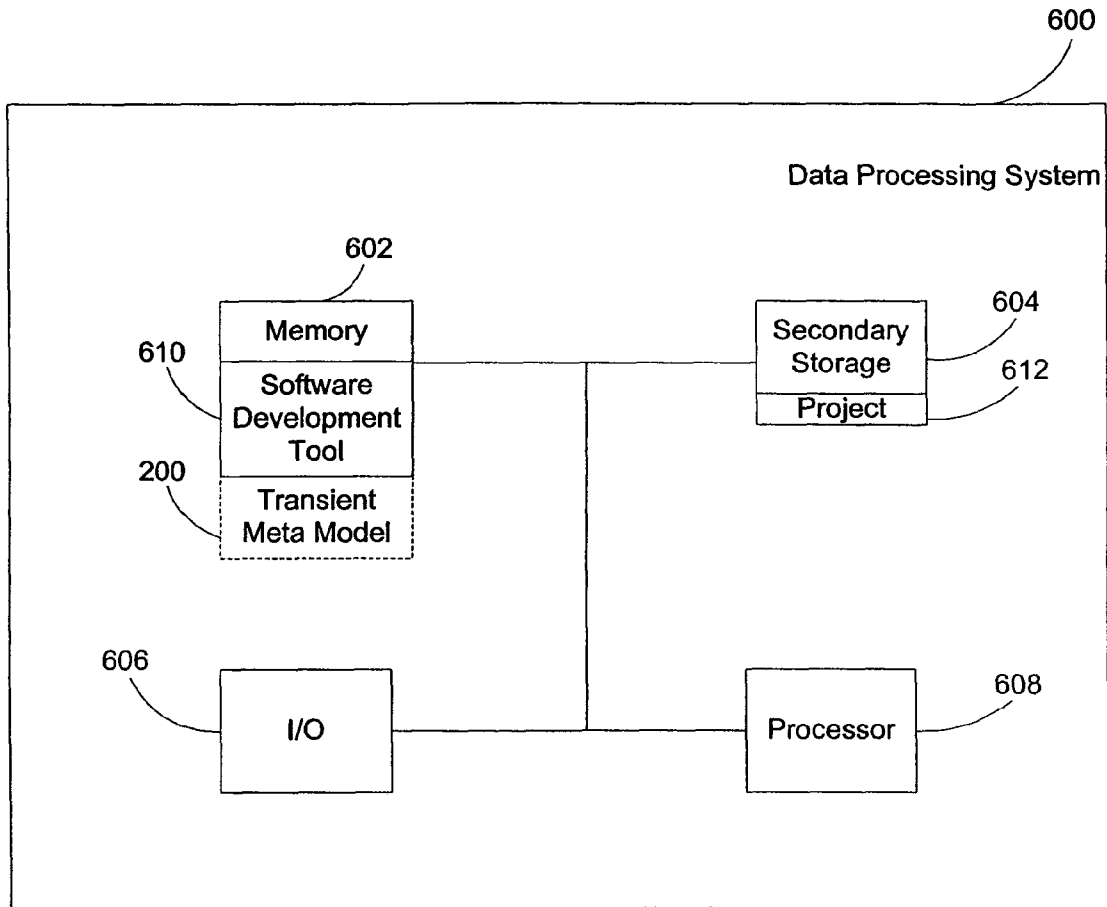 600
Data Processing System
602
Memory
610
Software
Development
Tool
200
Transient
Meta Model
604
Secondary
Storage
612
Project
606
I/O
608
Processor